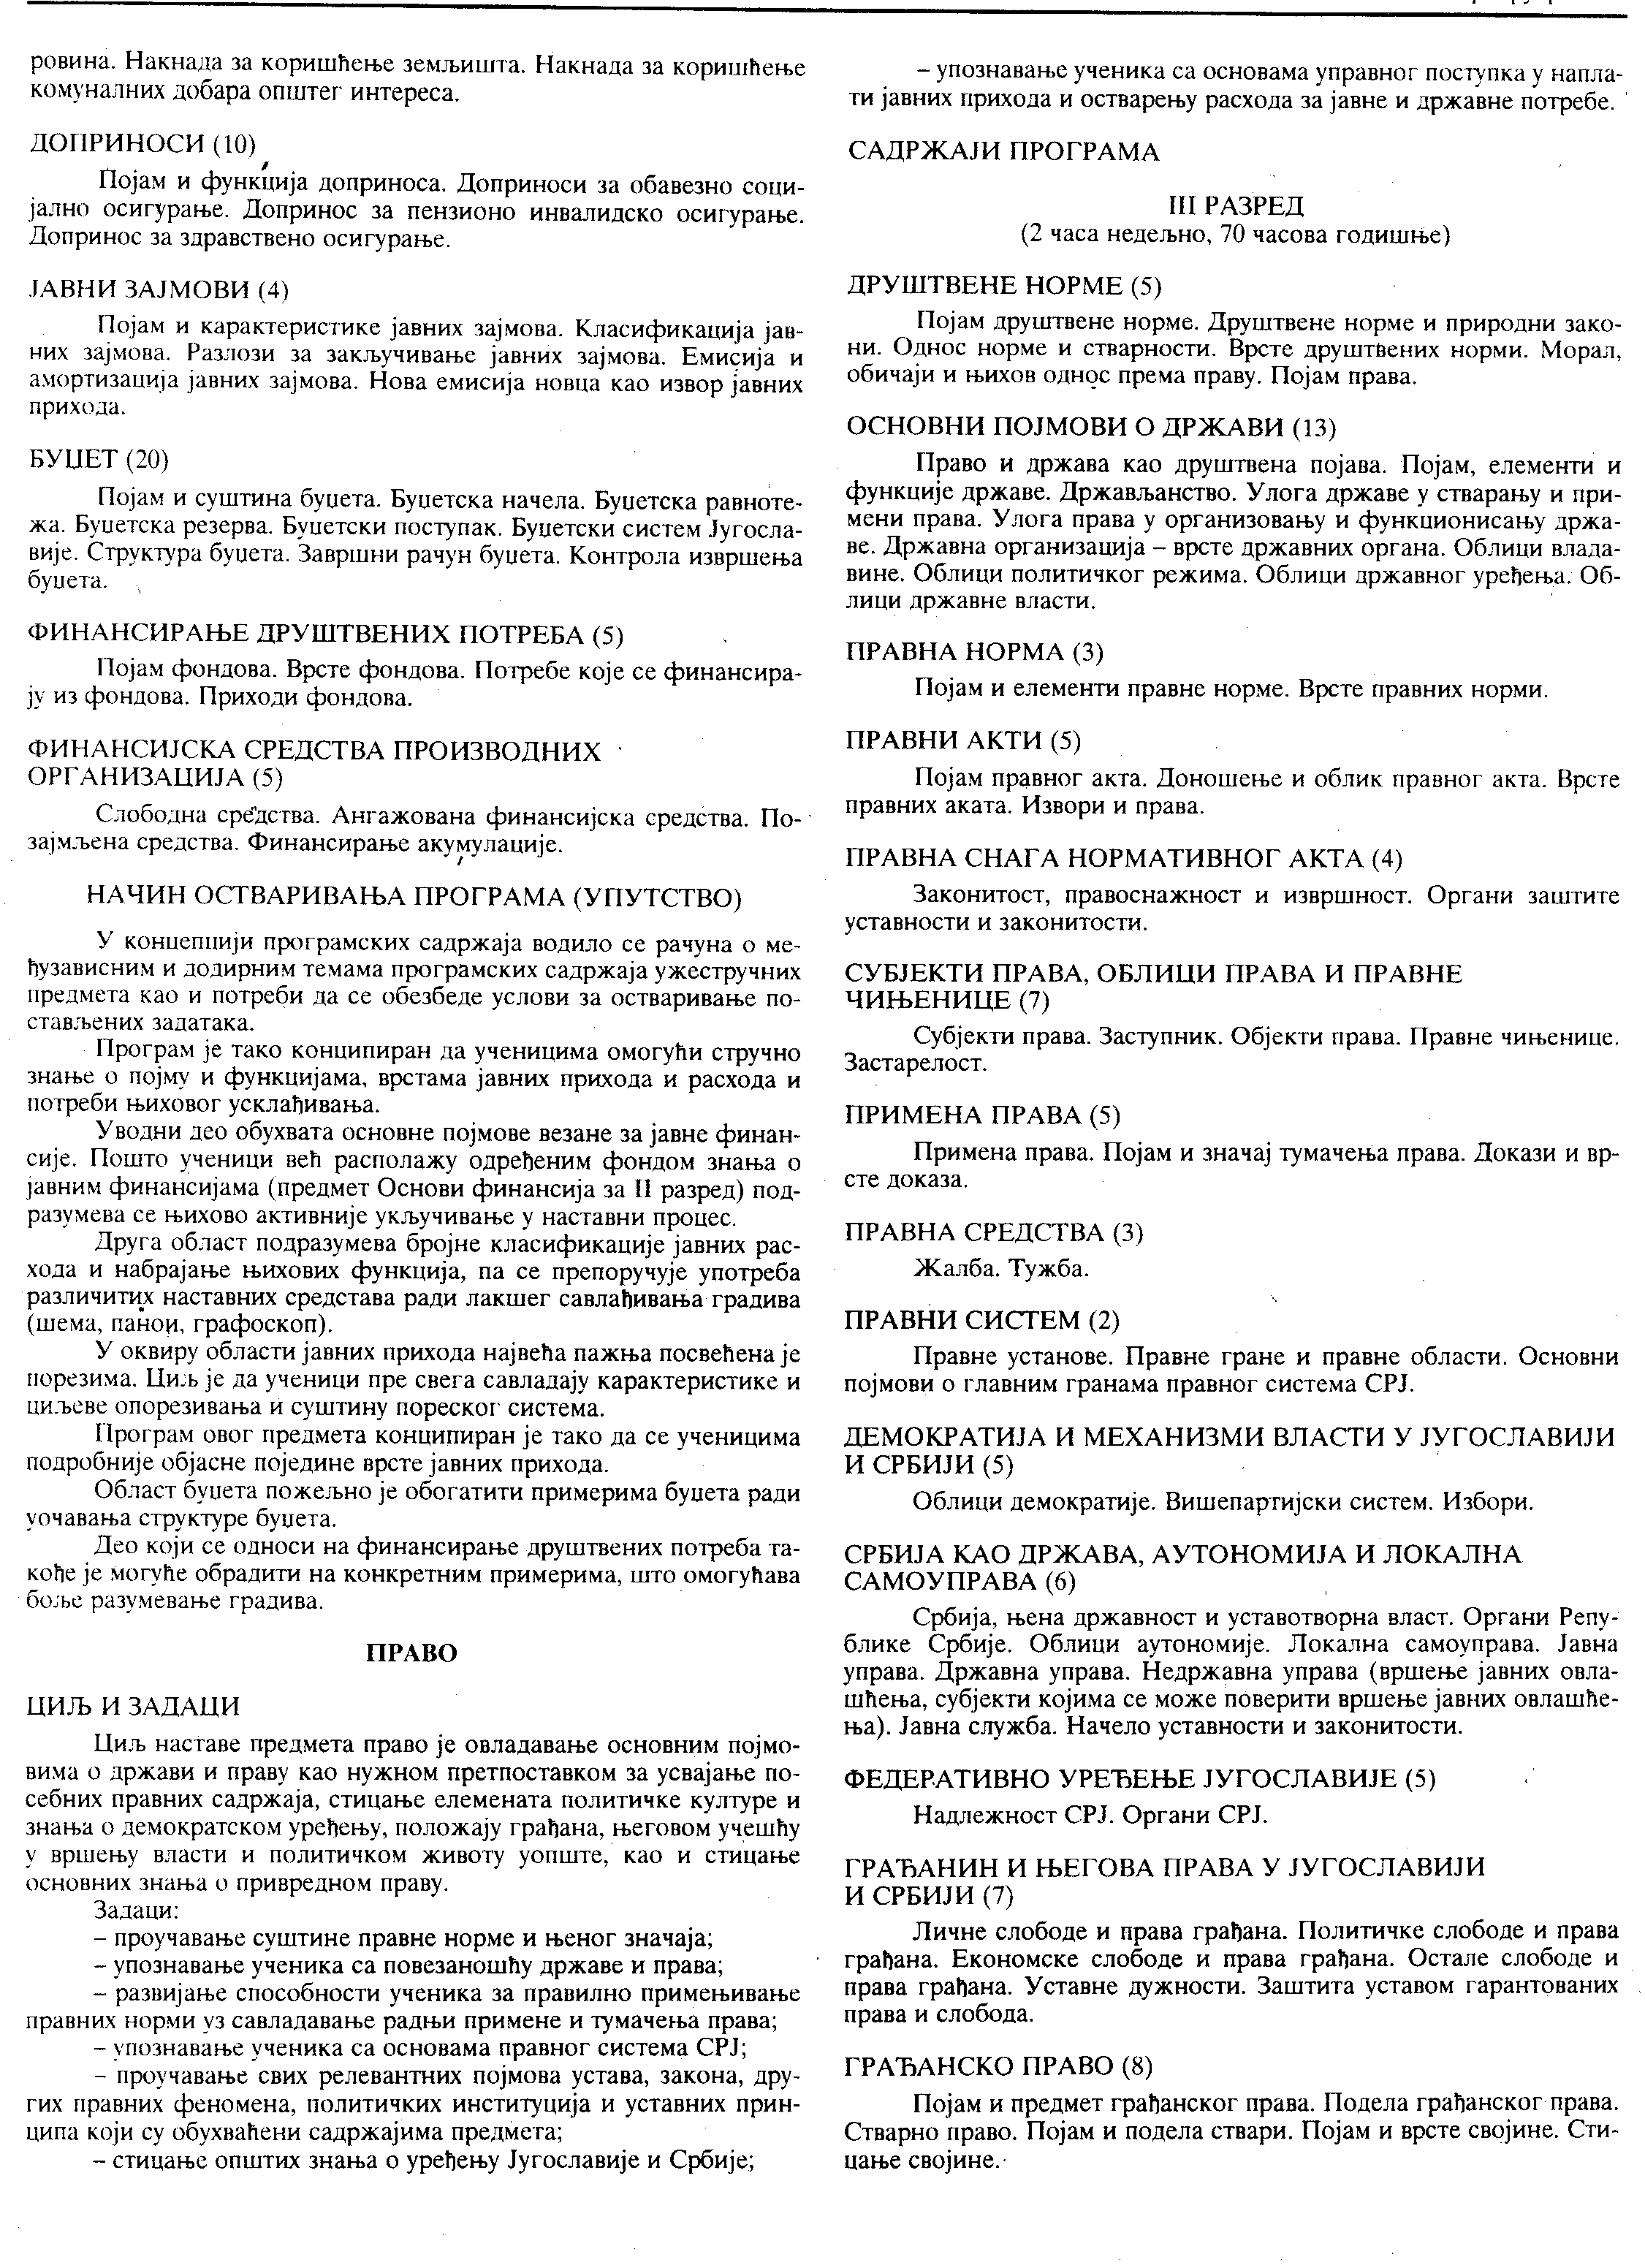 ровина. Накнада за коришћење земљишта. Накнада за коришћење
комуналних добара општег интереса.
ДОПРИНОСИ (10)
Појам и функција доприноса. Доприноси за обавезно соци-
јално осигурање. Допринос за пензионо инвалидско осигурање.
Допринос за здравствено осигурање.
ЈАВНИ ЗАЈМОВИ (4)
Појам и карактеристике јавних зајмова. Класификација јав-
них зајмова. Разлози за закључивање јавних зајмова. Емисија и
амортизација јавних зајмова. Нова емисија новца као извор јавних
прихода.
БУЏЕТ (20)
Појам и суштина буџета. Буџетска начела. Буџетска равноте-
жа. Буџетска резерва. Буџетски поступак. Буџетски систем Југосла-
вије. Структура буџета. Завршни рачун буџета. Контрола извршења
буџета.
ФИНАНСИРАЊЕ ДРУШТВЕНИХ ПОТРЕБА (5)
Појам фондова. Врсте фондова. Потребе које се финансира-
ју из фондова. Приходи фондова.
ФИНАНСИЈСКА СРЕДСТВА ПРОИЗВОДНИХ
ОРГАНИЗАЦИЈА (5)
Слободна средства. Ангажована финансијска средства. По-
зајмљена средства. Финансирање акумулације.
НАЧИН ОСТВАРИВАЊА ПРОГРАМА (УПУТСТВО)
У концепцији програмских садржаја водило се рачуна о ме-
ђузависним и додирним темама програмских садржаја ужестручних
предмета као и потреби да се обезбеде услови за остваривање по-
стављених задатака.
Програм је тако конципиран да ученицима омогући стручно
знање о појму и функцијама, врстама јавних прихода и расхода и
потреби њиховог усклађивања.
Уводни део обухвата основне појмове везане за јавне финан-
сије. Пошто ученици већ располажу одређеним фондом знања о
јавним финансијама (предмет Основи финансија за II разред) под-
разумева се њихово активније укључивање у наставни процес.
Друга област подразумева бројне класификације јавних рас-
хода и набрајање њихових функција, па се препоручује употреба
различитих наставних средстава ради лакшег савлађивања градива
(шема, панои, графоскоп).
У оквиру области јавних прихода највећа пажња посвећена је
порезима. Циљ је да ученици пре свега савладају карактеристике и
циљеве опорезивања и суштину пореског система.
Програм овог предмета конципиран је тако да се ученицима
подробније објасне поједине врсте јавних прихода.
Област буџета пожељно је обогатити примерима буџета ради
уочавања структуре буџета.
Део који се односи на финансирање друштвених потреба та-
кође је могуће обрадити на конкретним примерима, што омогућава
боље разумевање градива.
ПРАВО
ЦИЉ И ЗАДАЦИ
Циљ наставе предмета право је овладавање основним појмо-
вима о држави и праву као нужном претпоставком за усвајање по-
себних правних садржаја, стицање елемената политичке културе и
знања о демократском уређењу, положају грађана, његовом учешћу
у вршењу власти и политичком животу уопште, као и стицање
основних знања о привредном праву.
Задаци:
– проучавање суштине правне норме и њеног значаја;
– упознавање ученика са повезаношћу државе и права;
– развијање способности ученика за правилно примењивање
правних норми уз савладавање радњи примене и тумачења права;
– упознавање ученика са основама правног система СРЈ;
– проучавање свих релевантних појмова устава, закона, дру-
гих правних феномена, политичких институција и уставних прин-
ципа који су обухваћени садржајима предмета;
– стицање општих знања о уређењу Југославије и Србије;
– упознавање ученика са основама управног поступка у напла-
ти јавних прихода и остварењу расхода за јавне и државне потребе.
САДРЖАЈИ ПРОГРАМА
III РАЗРЕД
(2 часа недељно, 70 часова годишње)
ДРУШТВЕНЕ НОРМЕ (5)
Појам друштвене норме. Друштвене норме и природни зако-
ни. Однос норме и стварности. Врсте друштвених норми. Морал,
обичаји и њихов однос према праву. Појам права.
ОСНОВНИ ПОЈМОВИ О ДРЖАВИ (13)
Право и држава као друштвена појава. Појам, елементи и
функције државе. Држављанство. Улога државе у стварању и при-
мени права. Улога права у организовању и функционисању држа-
ве. Државна организација – врсте државних органа. Облици влада-
вине. Облици политичког режима. Облици државног уређења. Об-
лици државне власти.
ПРАВНА НОРМА (3)
Појам и елементи правне норме. Врсте правних норми.
ПРАВНИ АКТИ (5)
Појам правног акта. Доношење и облик правног акта. Врсте
правних аката. Извори и права.
ПРАВНА СНАГА НОРМАТИВНОГ АКТА (4)
Законитост, правоснажност и извршност. Органи заштите
уставности и законитости.
СУБЈЕКТИ ПРАВА, ОБЛИЦИ ПРАВА И ПРАВНЕ
ЧИЊЕНИЦЕ (7)
Субјекти права. Заступник. Објекти права. Правне чињенице.
Застарелост.
ПРИМЕНА ПРАВА (5)
Примена права. Појам и значај тумачења права. Докази и вр-
сте доказа.
ПРАВНА СРЕДСТВА (3)
Жалба. Тужба.
ПРАВНИ СИСТЕМ (2)
Правне установе. Правне гране и правне области. Основни
појмови о главним гранама правног система СРЈ.
ДЕМОКРАТИЈА И МЕХАНИЗМИ ВЛАСТИ У ЈУГОСЛАВИЈИ
И СРБИЈИ (5)
Облици демократије. Вишепартијски систем. Избори.
СРБИЈА КАО ДРЖАВА, АУТОНОМИЈА И ЛОКАЛНА
САМОУПРАВА (6)
Србија, њена државност и уставотворна власт. Органи Репу-
блике Србије. Облици аутономије. Локална самоуправа. Јавна
управа. Државна управа. Недржавна управа (вршење јавних овла-
шћења, субјекти којима се може поверити вршење јавних овлашће-
ња). Јавна служба. Начело уставности и законитости.
ФЕДЕРАТИВНО УРЕЂЕЊЕ ЈУГОСЛАВИЈЕ (5)
Надлежност СРЈ. Органи СРЈ.
ГРАЂАНИН И ЊЕГОВА ПРАВА У ЈУГОСЛАВИЈИ
И СРБИЈИ (7)
Личне слободе и права грађана. Политичке слободе и права
грађана. Економске слободе и права грађана. Остале слободе и
права грађана. Уставне дужности. Заштита уставом гарантованих
права и слобода.
ГРАЂАНСКО ПРАВО (8)
Појам и предмет грађанског права. Подела грађанског права.
Стварно право. Појам и подела ствари. Појам и врсте својине. Сти-
цање својине.